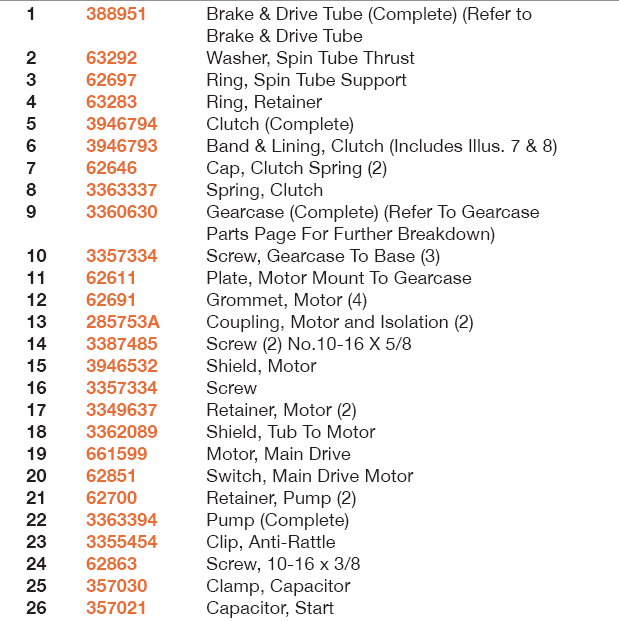 1 388951 Brake & Drive Tube (Complete) (Refer to
Brake & Drive Tube
2 63292 Washer, Spin Tube Thrust
3 62697 Ring, Spin Tube Support
4 63283 Ring, Retainer
5 3946794 Clutch (Complete)
6 3946793 Band & Lining, Clutch (Includes Illus. 7 & 8)
7 62646 Cap, Clutch Spring (2)
8 3363337 Spring, Clutch
9 3360630 Gearcase (Complete) (Refer To Gearcase
Parts Page For Further Breakdown)
10 3357334 Screw, Gearcase To Base (3)
11 62611 Plate, Motor Mount To Gearcase
12 62691 Grommet, Motor (4)
13 285753A Coupling, Motor and Isolation (2)
14 3387485 Screw (2) No.10-16 X 5/8
15 3946532 Shield, Motor
16 3357334 Screw
17 3349637 Retainer, Motor (2)
18 3362089 Shield, Tub To Motor
19 661599 Motor, Main Drive
20 62851 Switch, Main Drive Motor
21 62700 Retainer, Pump (2)
22 3363394 Pump (Complete)
23 3355454 Clip, Anti-Rattle
24 62863 Screw, 10-16 x 3/8
25 357030 Clamp, Capacitor
26 357021 Capacitor, Start